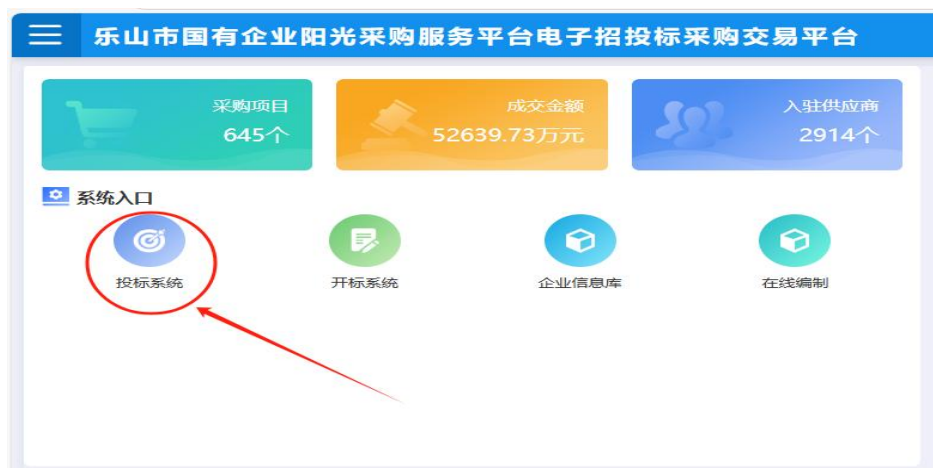 乐山市国有企业阳光采购服务平台电子招投标采购交易平台
采购项目
645个
成交金额
52639.73万元
入驻供应商
2914个
系统入口
投标系统
开标系统
企业信息库
在线编制